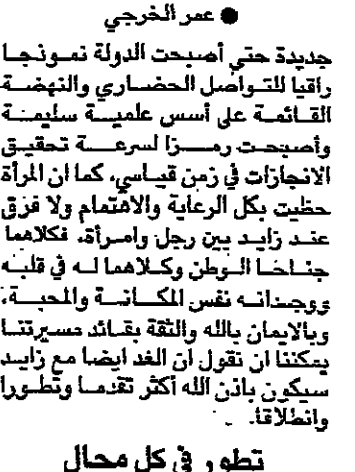 ● عمر الخرجي
جديدة حتي أصبحت الدولة نموذجا
راقيا للتواصل الحضاري والنهضة
القائمة على أسس علمية سليمة
وأصبحت رمزا لسرعة تحقيق
الانجازات في زمن قياسي، كما ان المرأة
حظيت بكل الرعاية والاهتمام ولا فرق
عند زايد بين رجل وامرأة. فكلاهما
جناحا الوطن وكلاهما له في قلبه
ووجدانه نفس المكانة والمحبة.
وبالايمان بالله والثقة بقائد مسيرتنا
يمكننا ان نقول ان الغد ايضا مع زايد
سيكون باذن الله أكثر تقدما وتطورا
وانطلاقا.
تطور في كل مجال